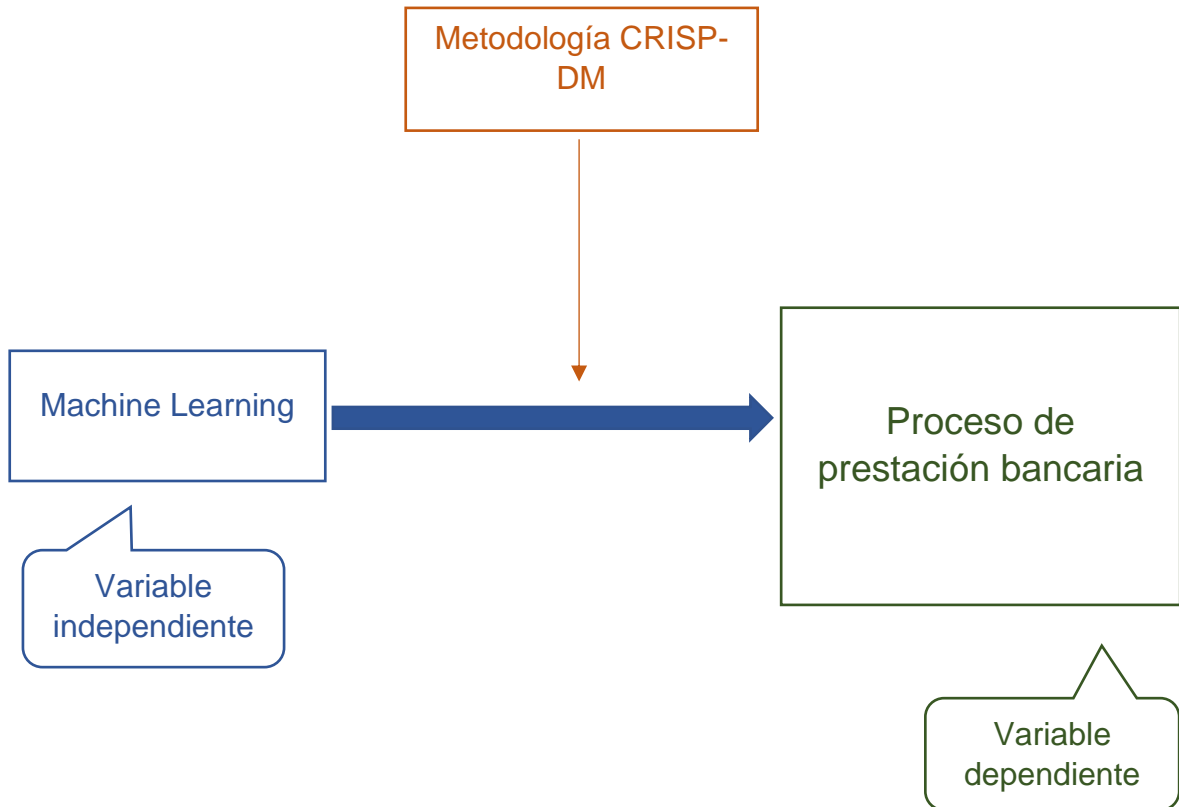 Metodología CRISP-
DM
Machine Learning
Proceso de
prestación bancaria
Variable
independiente
Variable
dependiente